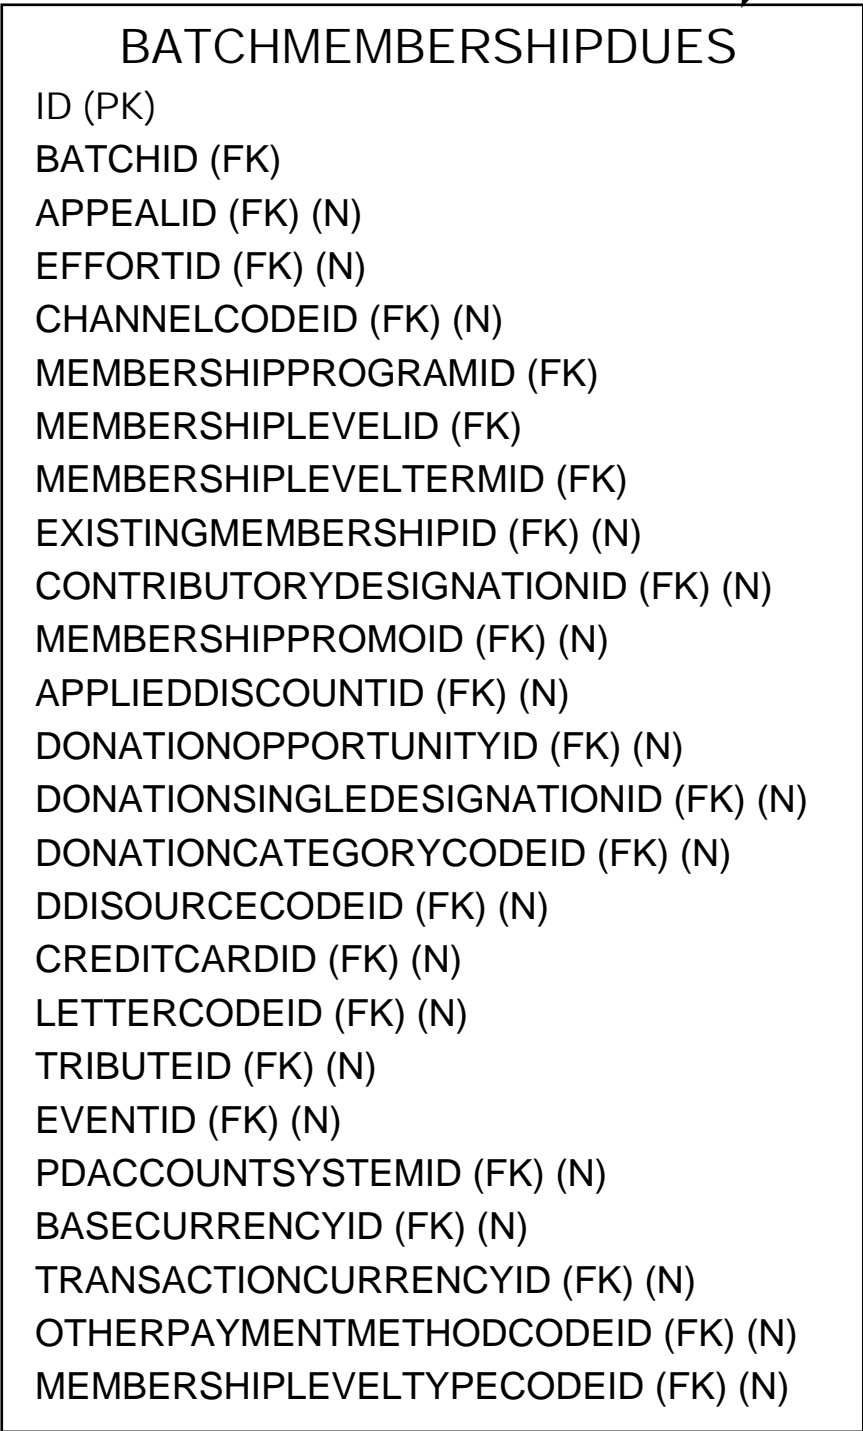 BATCHMEMBERSHIPDUES
ID (PK)
BATCHID (FK)
APPEALID (FK) (N)
EFFORTID (FK) (N)
CHANNELCODEID (FK) (N)
MEMBERSHIPPROGRAMID (FK)
MEMBERSHIPLEVELID (FK)
MEMBERSHIPLEVELTERMID (FK)
EXISTINGMEMBERSHIPID (FK) (N)
CONTRIBUTORYDESIGNATIONID (FK) (N)
MEMBERSHIPPROMOID (FK) (N)
APPLIEDDISCOUNTID (FK) (N)
DONATIONOPPORTUNITYID (FK) (N)
DONATIONSINGLEDESIGNATIONID (FK) (N)
DONATIONCATEGORYCODEID (FK) (N)
DDISOURCECODEID (FK) (N)
CREDITCARDID (FK) (N)
LETTERCODEID (FK) (N)
TRIBUTEID (FK) (N)
EVENTID (FK) (N)
PDACCOUNTSYSTEMID (FK) (N)
BASECURRENCYID (FK) (N)
TRANSACTIONCURRENCYID (FK) (N)
OTHERPAYMENTMETHODCODEID (FK) (N)
MEMBERSHIPLEVELTYPECODEID (FK) (N)